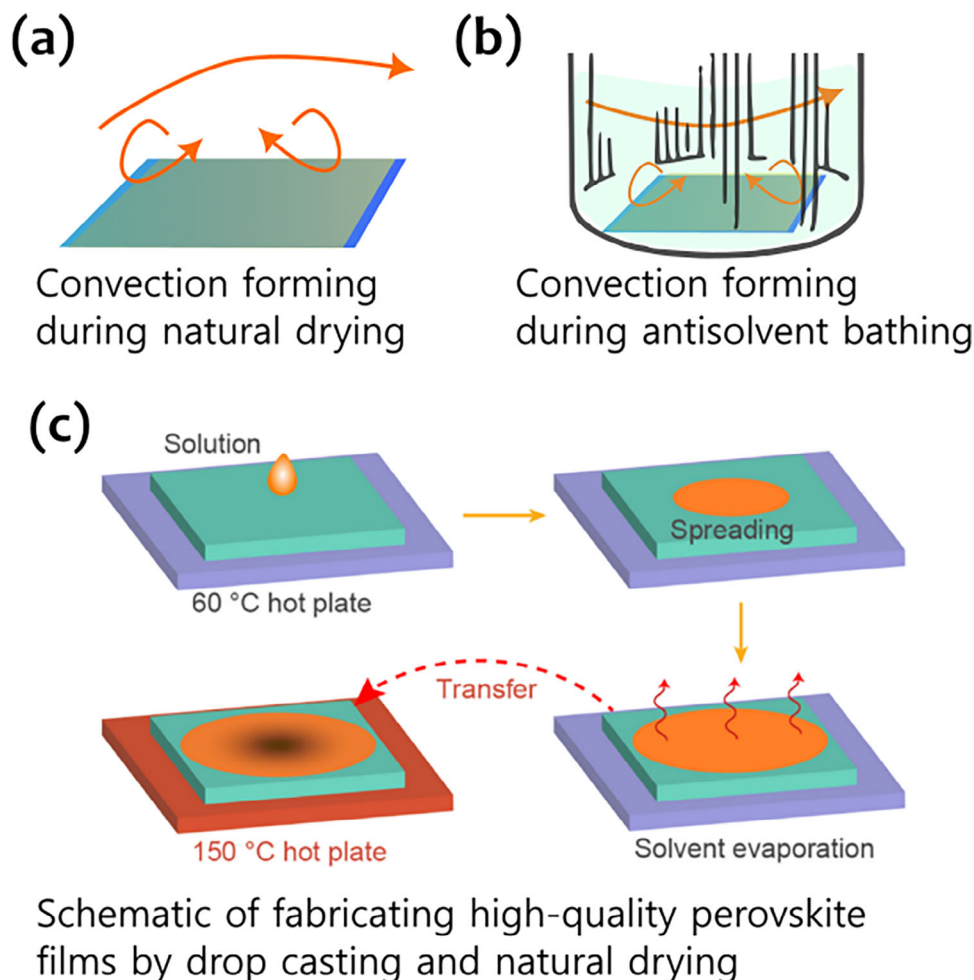 (a)
(b)
Convection forming
during natural drying
Convection forming
during antisolvent bathing
(c)
Solution
60 °C hot plate
Spreading
Transfer
150 °C hot plate
Solvent evaporation
Schematic of fabricating high-quality perovskite
films by drop casting and natural drying